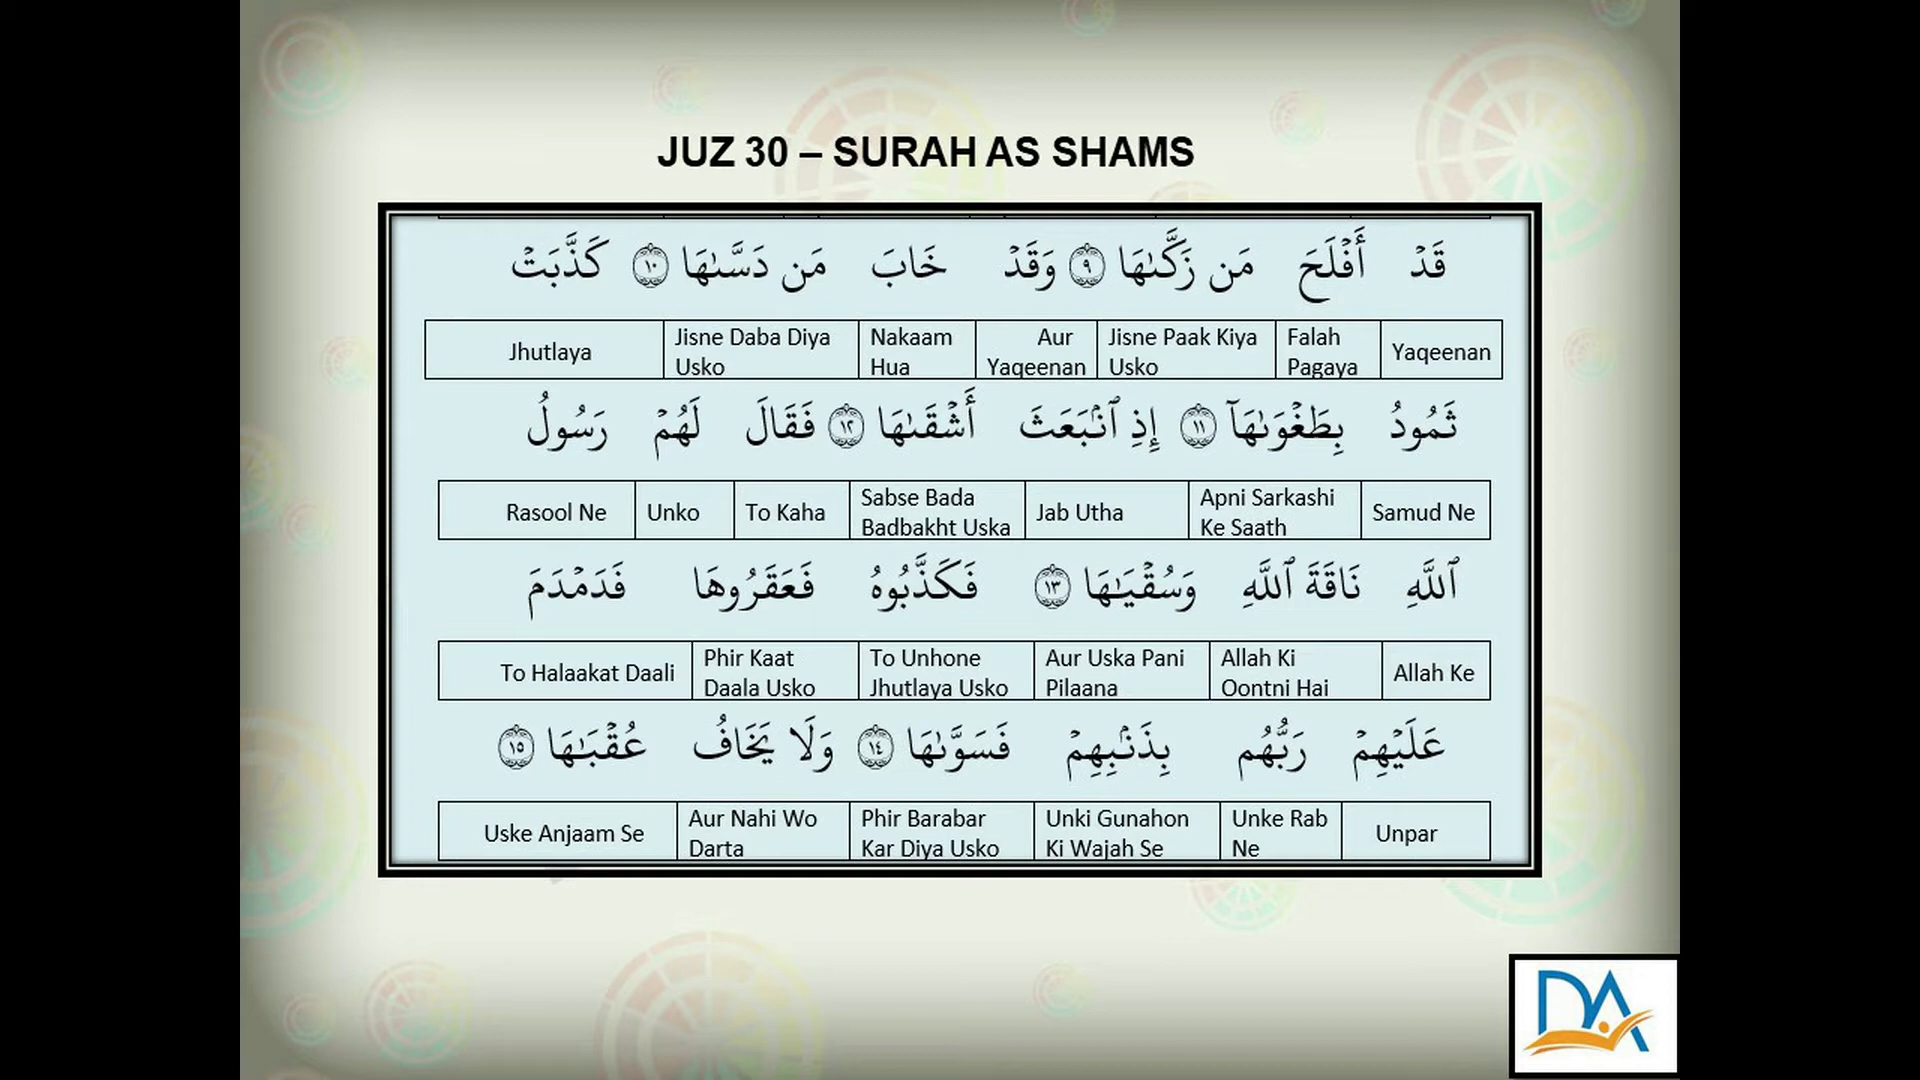 JUZ 30 – SURAH AS SHAMS
قَدۡ أَفۡلَحَ مَن زَكَّىٰهَا ٩ وَقَدۡ خَابَ مَن دَسَّىٰهَا ١٠ كَذَّبَتۡ
Yaqeenan Falah Pagaya Jisne Paak Kiya Usko Aur Yaqeenan Nakaam Hua Jisne Daba Diya Usko Jhutlaya
ثَمُودُ بِطَغۡوَىٰهَآ ١١ إِذِ ٱنۢبَعَثَ أَشۡقَىٰهَا ١٢ فَقَالَ لَهُمۡ رَسُولُ
Samud Ne Apni Sarkashi Ke Saath Jab Utha Sabse Bada Badbakht Uska To Kaha Unko Rasool Ne
ٱللَّهِ نَاقَةَ ٱللَّهِ وَسُقۡيَٰهَا ١٣ فَكَذَّبُوهُ فَعَقَرُوهَا فَدَمۡدَمَ
Allah Ke Allah Ki Oontni Hai Aur Uska Pani Pilaana To Unhone Jhutlaya Usko Phir Kaat Daala Usko To Halaakat Daali
عَلَيۡهِمۡ رَبُّهُم بِذَنۢبِهِمۡ فَسَوَّىٰهَا ١٤ وَلَا يَخَافُ عُقۡبَٰهَا ١٥
Unpar Unke Rab Ne Unki Gunahon Ki Wajah Se Phir Barabar Kar Diya Usko Aur Nahi Wo Darta Uske Anjaam Se
DA